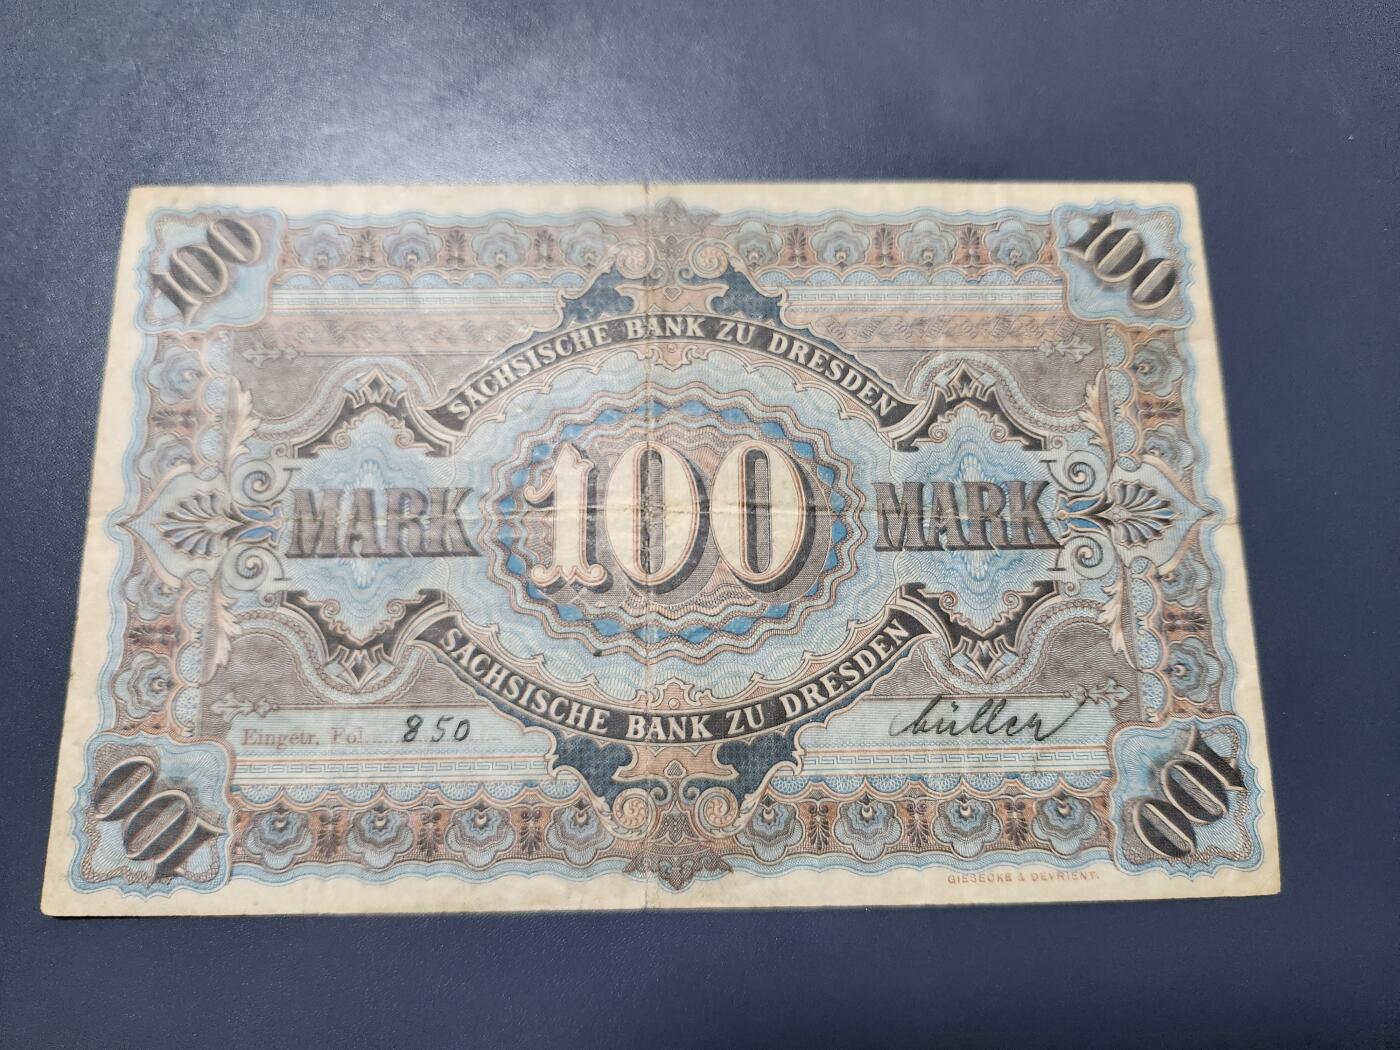 100 100
SÄCHSISCHE BANK ZU DRESDEN
MARK 100 MARK
SÄCHSISCHE BANK ZU DRESDEN
Eingetr. Fol. 850 Müller
100 100
GIESECKE & DEVRIENT.